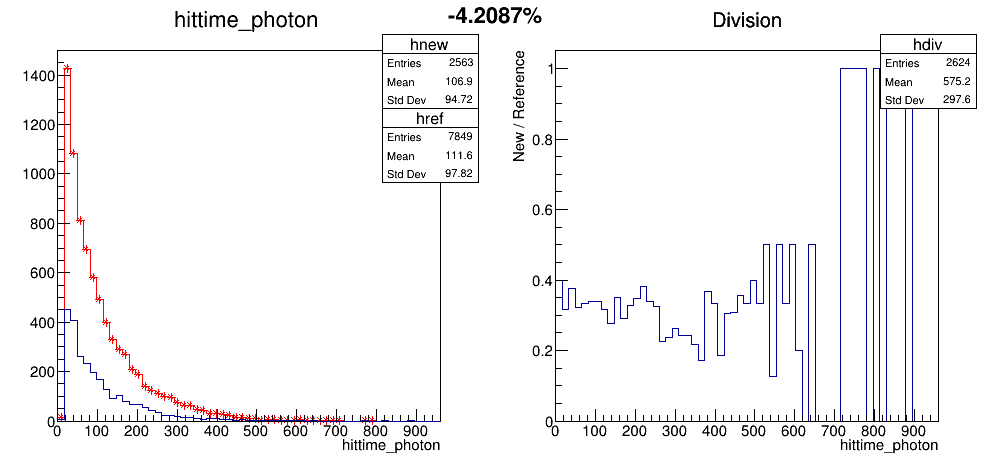 -4.2087%
hittime_photon
hnew
Entries 2563
Mean 106.9
Std Dev 94.72
href
Entries 7849
Mean 111.6
Std Dev 97.82
1400
1200
1000
800
600
400
200
0
0 100 200 300 400 500 600 700 800 900
hittime_photon
Division
hdiv
Entries 2624
Mean 575.2
Std Dev 297.6
New / Reference
1
0.8
0.6
0.4
0.2
0
0 100 200 300 400 500 600 700 800 900
hittime_photon